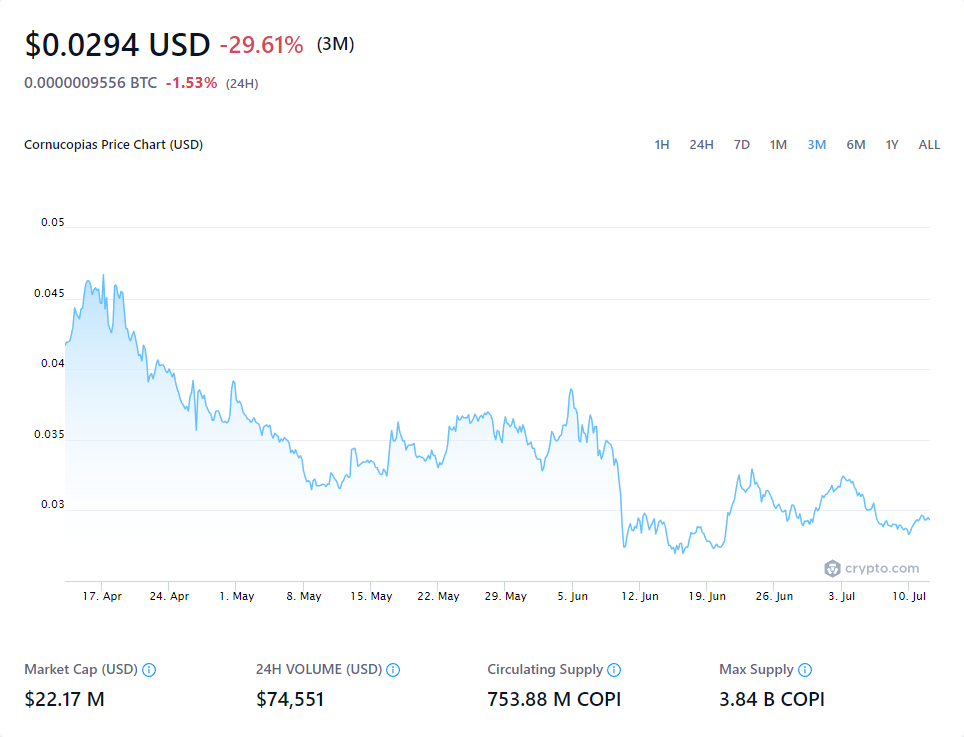 $0.0294 USD -29.61% (3M)
0.0000009556 BTC -1.53% (24H)
Cornucopias Price Chart (USD) 1H 24H 7D 1M 3M 6M 1Y ALL
0.05
0.045
0.04
0.035
0.03
crypto.com
17. Apr 24. Apr 1. May 8. May 15. May 22. May 29. May 5. Jun 12. Jun 19. Jun 26. Jun 3. Jul 10. Jul
Market Cap (USD) 24H VOLUME (USD) Circulating Supply Max Supply
$22.17 M $74,551 753.88 M COPI 3.84 B COPI